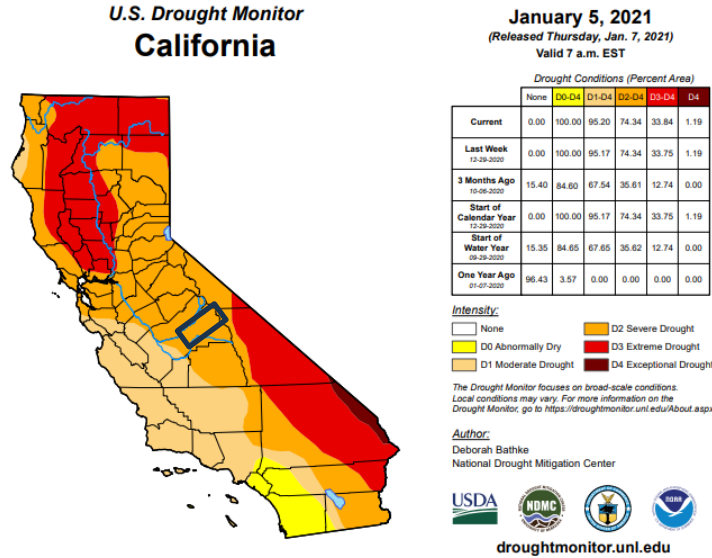 U.S. Drought Monitor
California
January 5, 2021
(Released Thursday, Jan. 7, 2021)
Valid 7 a.m. EST
Drought Conditions (Percent Area)
None D0-D4 D1-D4 D2-D4 D3-D4 D4
Current 0.00 100.00 95.20 74.34 33.84 1.19
Last Week
12-29-2020 0.00 100.00 95.17 74.34 33.75 1.19
3 Months Ago
10-06-2020 15.40 84.60 67.54 35.61 12.74 0.00
Start of
Calendar Year
12-29-2020 0.00 100.00 95.17 74.34 33.75 1.19
Start of
Water Year
09-29-2020 15.35 84.65 67.65 35.62 12.74 0.00
One Year Ago
01-07-2020 96.43 3.57 0.00 0.00 0.00 0.00
Intensity:
None D2 Severe Drought
D0 Abnormally Dry D3 Extreme Drought
D1 Moderate Drought D4 Exceptional Drought
The Drought Monitor focuses on broad-scale conditions.
Local conditions may vary. For more information on the
Drought Monitor, go to https://droughtmonitor.unl.edu/About.aspx
Author:
Deborah Bathke
National Drought Mitigation Center
USDA NDMC NOAA
droughtmonitor.unl.edu